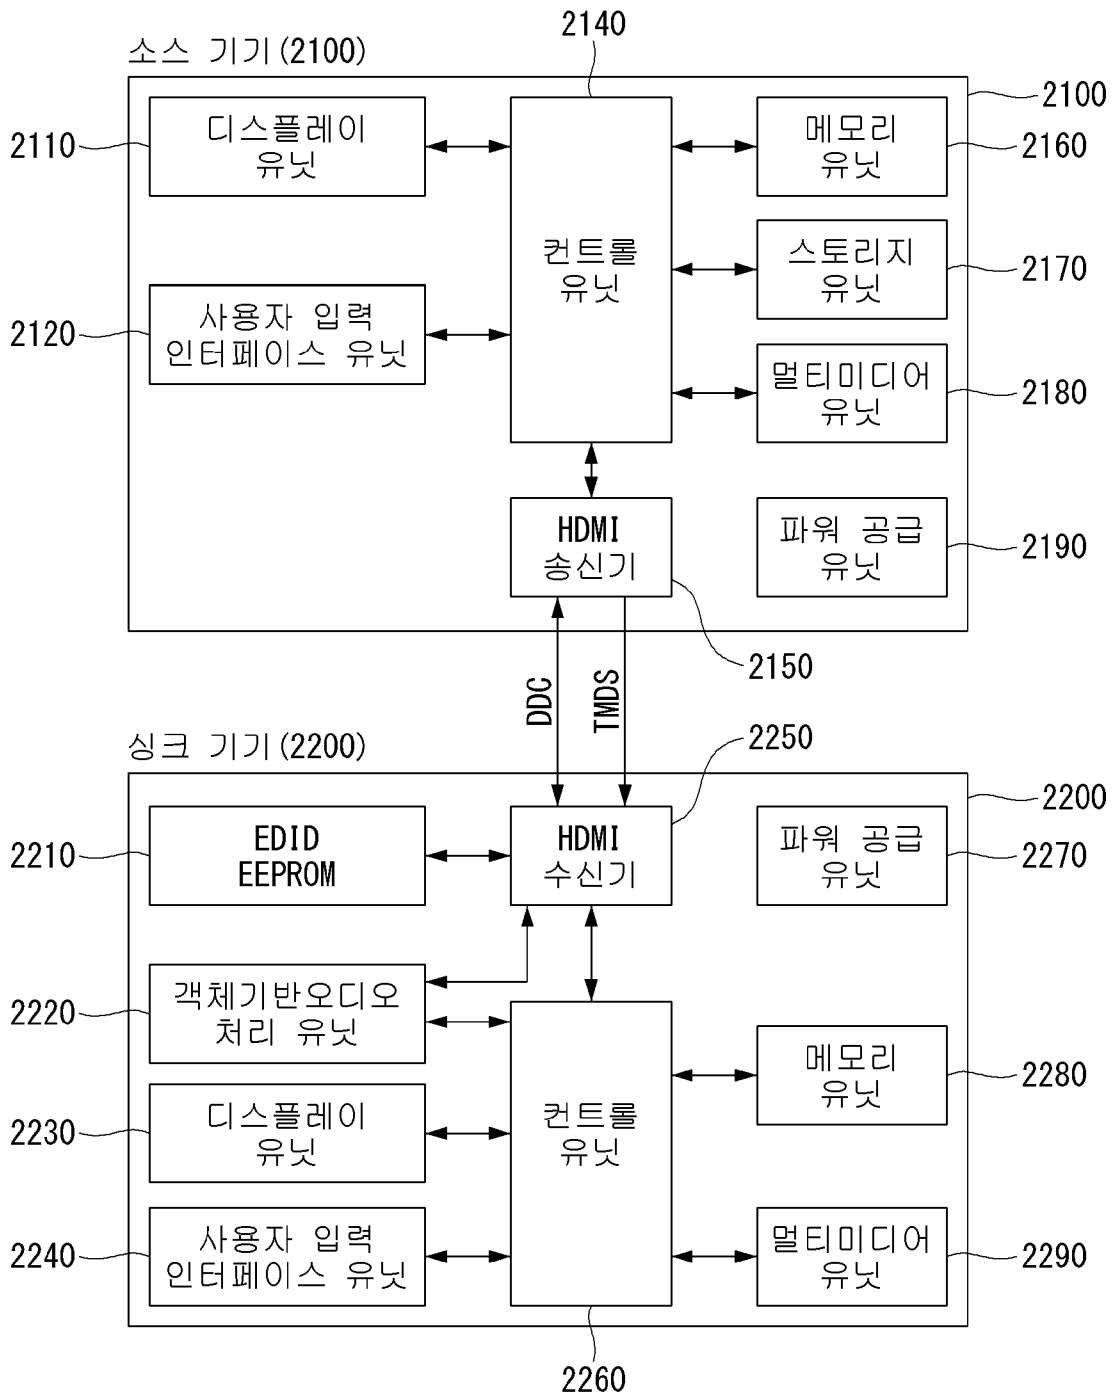 2140
소스 기기(2100)
2100
2110
디스플레이
유닛
메모리
유닛
2160
컨트롤
유닛
스토리지
유닛
2170
2120
사용자 입력
인터페이스 유닛
멀티미디어
유닛
2180
HDMI
송신기
파워 공급
유닛
2190
2150
DDC
TMDS
2250
싱크 기기(2200)
2200
2210
EDID
EEPROM
HDMI
수신기
파워 공급
유닛
2270
2220
객체기반오디오
처리 유닛
메모리
유닛
2280
2230
디스플레이
유닛
컨트롤
유닛
2240
사용자 입력
인터페이스 유닛
멀티미디어
유닛
2290
2260